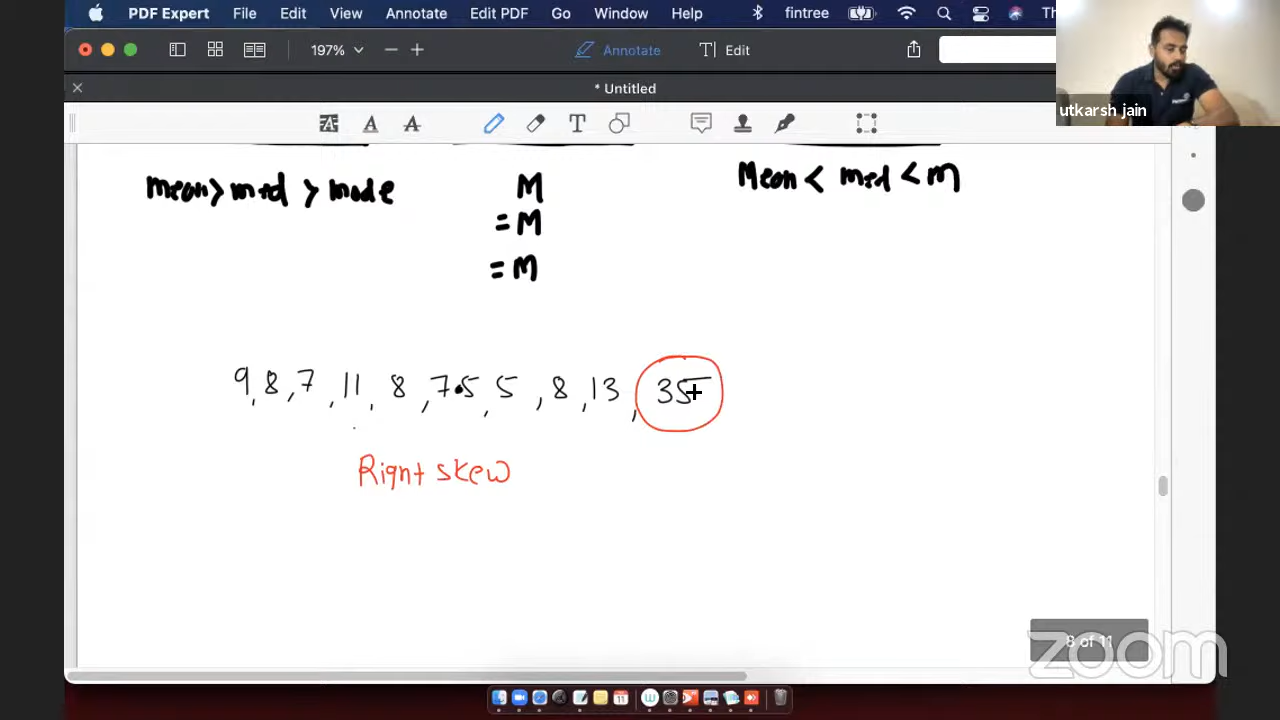 PDF Expert File Edit View Annotate Edit PDF Go Window Help fintree Th
197% Annotate Edit
* Untitled
utkarsh jain
mean > med > mode
M
= M
= M
Mean < med < m
9, 8, 7, 11, 8, 7.5, 5, 8, 13, 35
Right skew
8 of 11
zoom